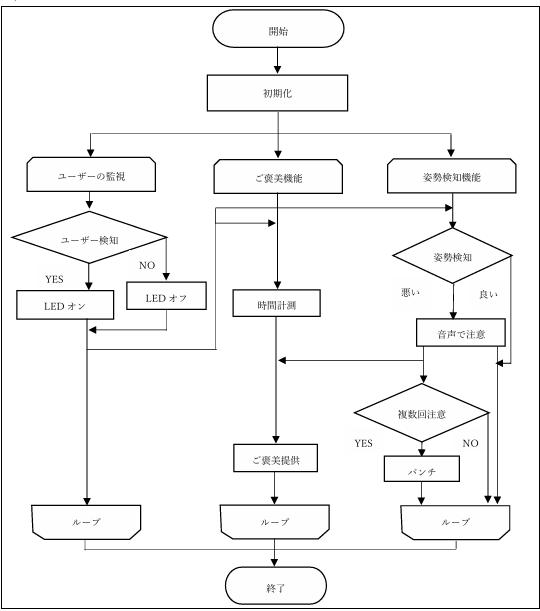 開始
初期化
ユーザーの監視
ご褒美機能
姿勢検知機能
ユーザー検知
姿勢検知
YES
NO
悪い
良い
LED オン
LED オフ
時間計測
音声で注意
複数回注意
YES
NO
ご褒美提供
パンチ
ループ
ループ
ループ
終了